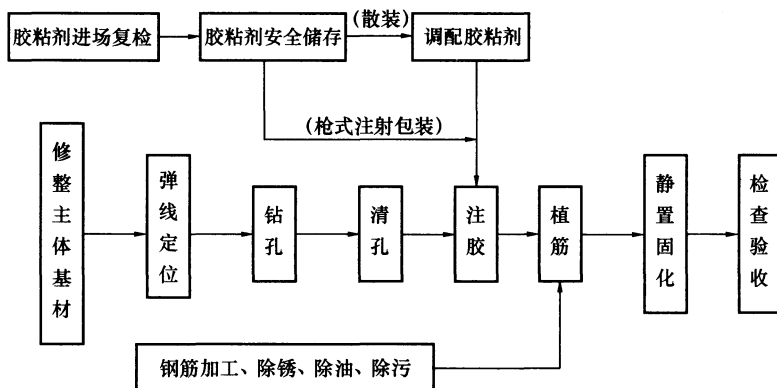 (散装)
胶粘剂进场复检
胶粘剂安全储存
调配胶粘剂
(枪式注射包装)
修整主体基材
弹线定位
钻孔
清孔
注胶
植筋
静置固化
检查验收
钢筋加工、除锈、除油、除污